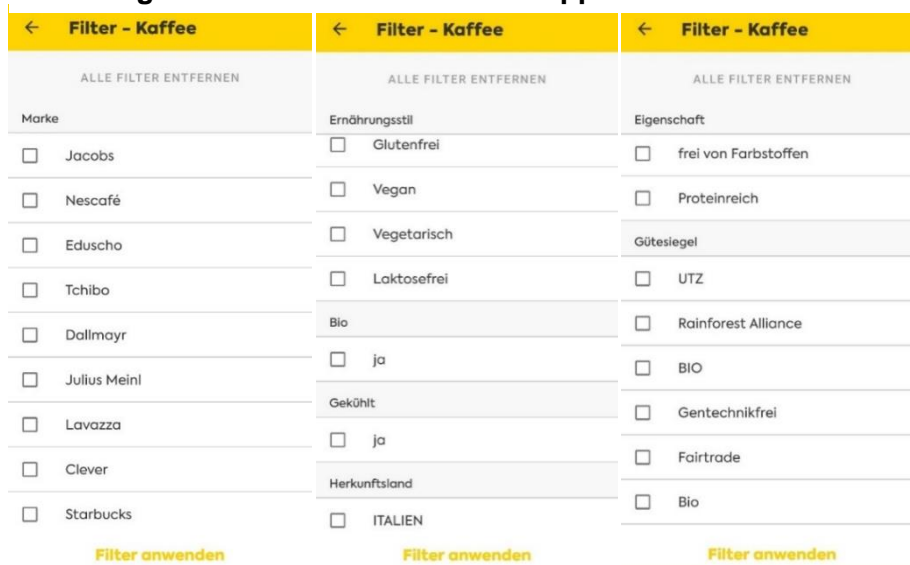 ← Filter - Kaffee
ALLE FILTER ENTFERNEN
Marke
Jacobs
Nescafé
Eduscho
Tchibo
Dallmayr
Julius Meinl
Lavazza
Clever
Starbucks
Filter anwenden
← Filter - Kaffee
ALLE FILTER ENTFERNEN
Ernährungsstil
Glutenfrei
Vegan
Vegetarisch
Laktosefrei
Bio
ja
Gekühlt
ja
Herkunftsland
ITALIEN
Filter anwenden
← Filter - Kaffee
ALLE FILTER ENTFERNEN
Eigenschaft
frei von Farbstoffen
Proteinreich
Gütesiegel
UTZ
Rainforest Alliance
BIO
Gentechnikfrei
Fairtrade
Bio
Filter anwenden